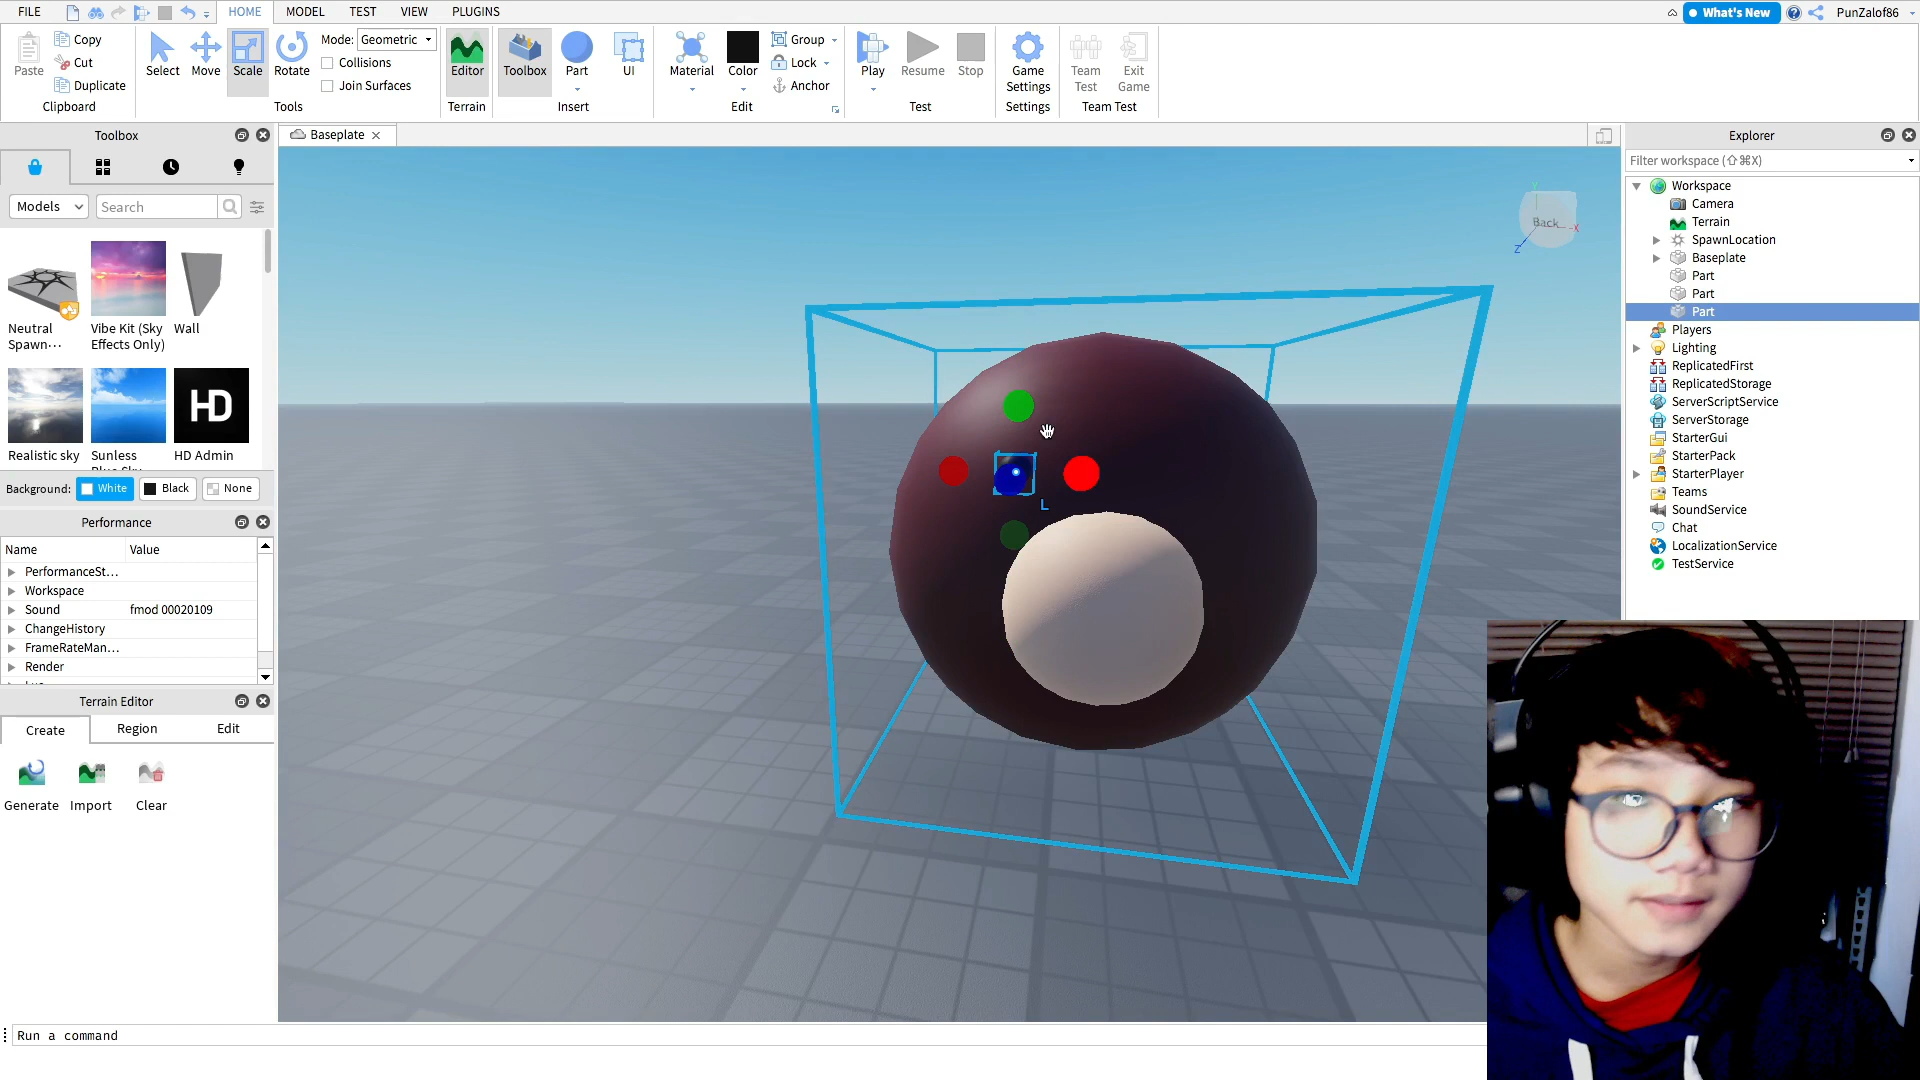 FILE HOME MODEL TEST VIEW PLUGINS What's New PunZalof86
Paste Copy Cut Duplicate Clipboard
Select Move Scale Rotate Mode: Geometric Collisions Join Surfaces Tools
Editor Terrain
Toolbox Part UI Insert
Material Color Group Lock Anchor Edit
Play Resume Stop Test
Game Settings Settings
Team Test Exit Game Team Test
Toolbox
Models Search
Neutral Spawn... Vibe Kit (Sky Effects Only) Wall
HD
Realistic sky Sunless HD Admin
Background: White Black None
Performance
Name Value
PerformanceSt...
Workspace
Sound fmod 00020109
ChangeHistory
FrameRateMan...
Render
Terrain Editor
Create Region Edit
Generate Import Clear
Run a command
Baseplate
Back
Y
X
Z
L
Explorer
Filter workspace (⇧⌘X)
Workspace
Camera
Terrain
SpawnLocation
Baseplate
Part
Part
Part
Players
Lighting
ReplicatedFirst
ReplicatedStorage
ServerScriptService
ServerStorage
StarterGui
StarterPack
StarterPlayer
Teams
SoundService
Chat
LocalizationService
TestService